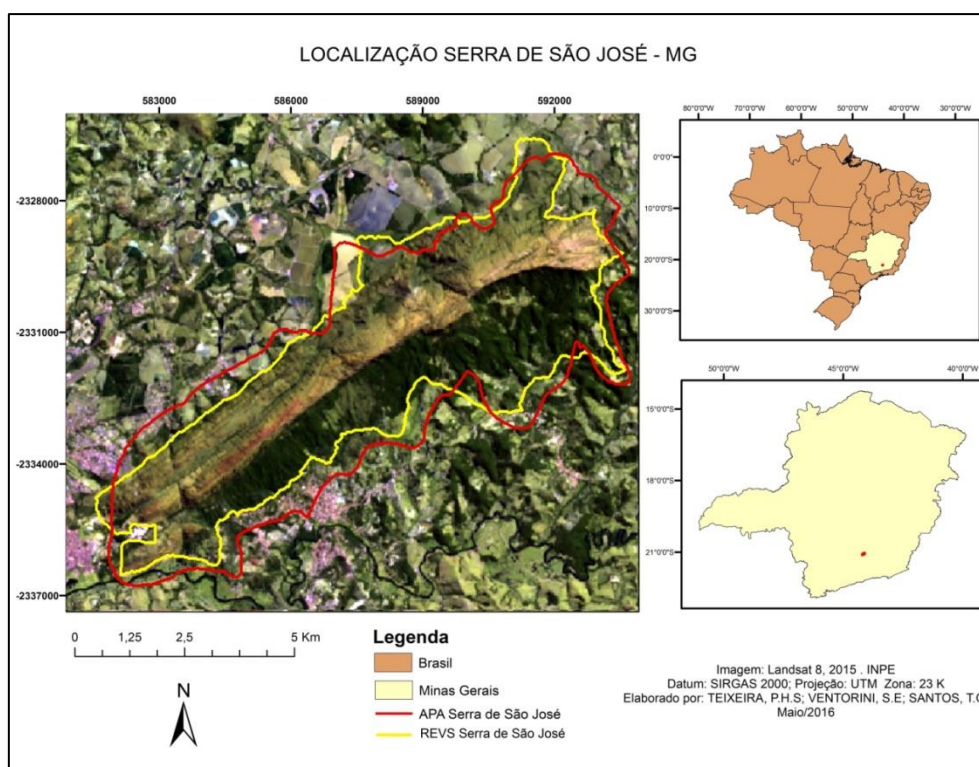 LOCALIZAÇÃO SERRA DE SÃO JOSÉ - MG
583000 586000 589000 592000
-2328000
-2331000
-2334000
-2337000
80°0'0"W 70°0'0"W 60°0'0"W 50°0'0"W 40°0'0"W 30°0'0"W
0°0'0"
10°0'0"S
20°0'0"S
30°0'0"S
50°0'0"W 45°0'0"W 40°0'0"W
15°0'0"S
18°0'0"S
21°0'0"S
0 1,25 2,5 5 Km
N
Legenda
Brasil
Minas Gerais
APA Serra de São José
REVS Serra de São José
Imagem: Landsat 8, 2015 . INPE
Datum: SIRGAS 2000; Projeção: UTM Zona: 23 K
Elaborado por: TEIXEIRA, P.H.S; VENTORINI, S.E; SANTOS, T.
Maio/2016